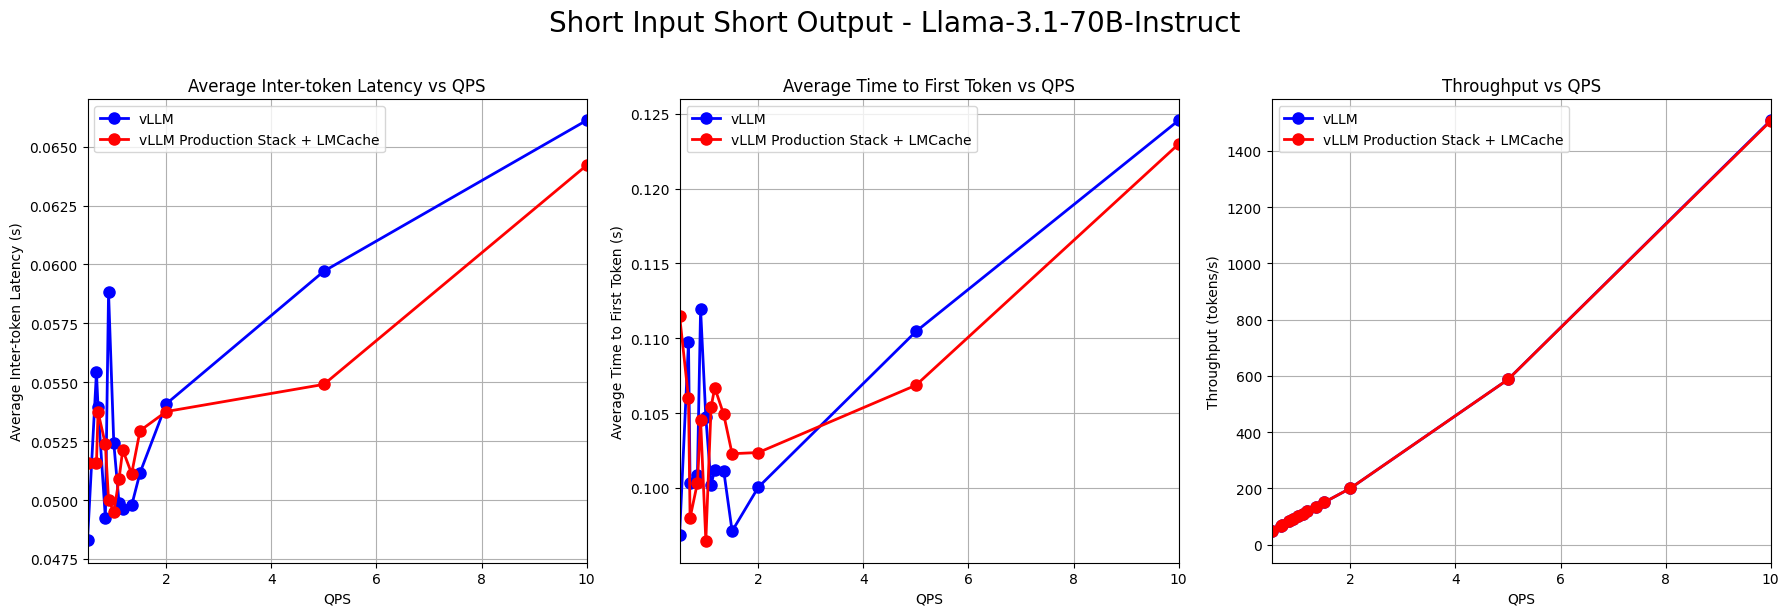 Short Input Short Output - Llama-3.1-70B-Instruct
Average Inter-token Latency vs QPS
vLLM
vLLM Production Stack + LMCache
Average Inter-token Latency (s)
0.0650
0.0625
0.0600
0.0575
0.0550
0.0525
0.0500
0.0475
2 4 6 8 10
QPS
Average Time to First Token vs QPS
vLLM
vLLM Production Stack + LMCache
Average Time to First Token (s)
0.125
0.120
0.115
0.110
0.105
0.100
2 4 6 8 10
QPS
Throughput vs QPS
vLLM
vLLM Production Stack + LMCache
Throughput (tokens/s)
1400
1200
1000
800
600
400
200
0
2 4 6 8 10
QPS